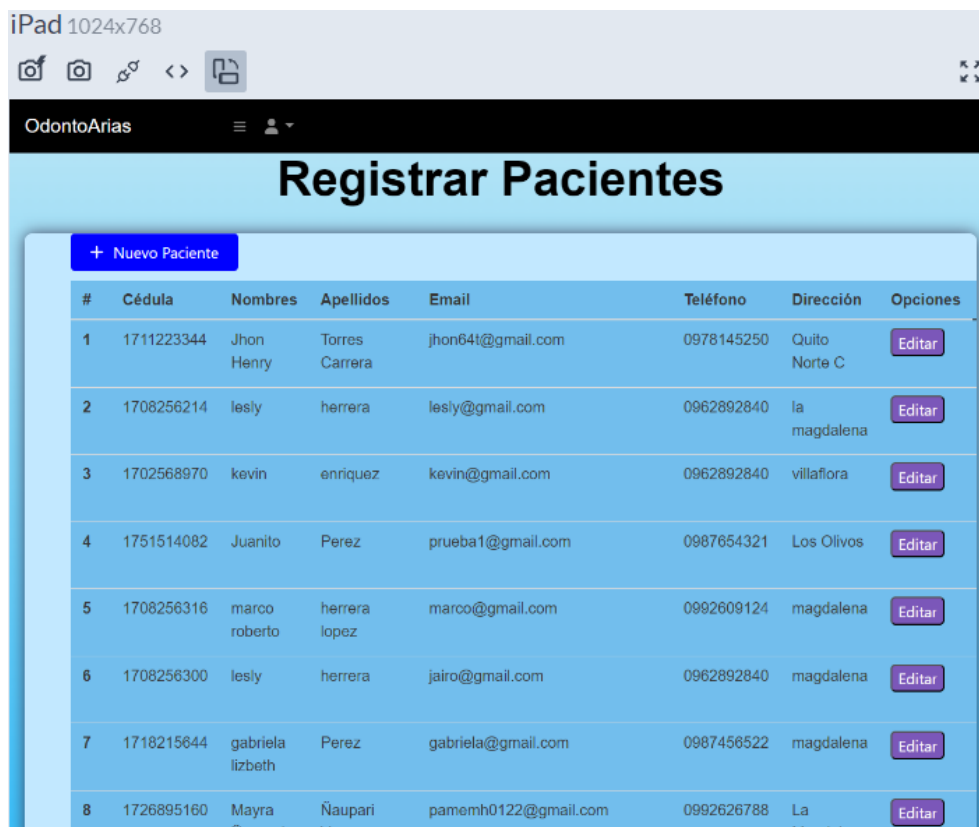 iPad 1024x768
OdontoArias
Registrar Pacientes
+ Nuevo Paciente
# Cédula Nombres Apellidos Email Teléfono Dirección Opciones
1 1711223344 Jhon Torres jhon64t@gmail.com 0978145250 Quito Editar
Henry Carrera Norte C
2 1708256214 lesly herrera lesly@gmail.com 0962892840 la Editar
magdalena
3 1702568970 kevin enriquez kevin@gmail.com 0962892840 villaflora Editar
4 1751514082 Juanito Perez prueba1@gmail.com 0987654321 Los Olivos Editar
5 1708256316 marco herrera marco@gmail.com 0992609124 magdalena Editar
roberto lopez
6 1708256300 lesly herrera jairo@gmail.com 0962892840 magdalena Editar
7 1718215644 gabriela Perez gabriela@gmail.com 0987456522 magdalena Editar
lizbeth
8 1726895160 Mayra Ñaupari pamemh0122@gmail.com 0992626788 La Editar